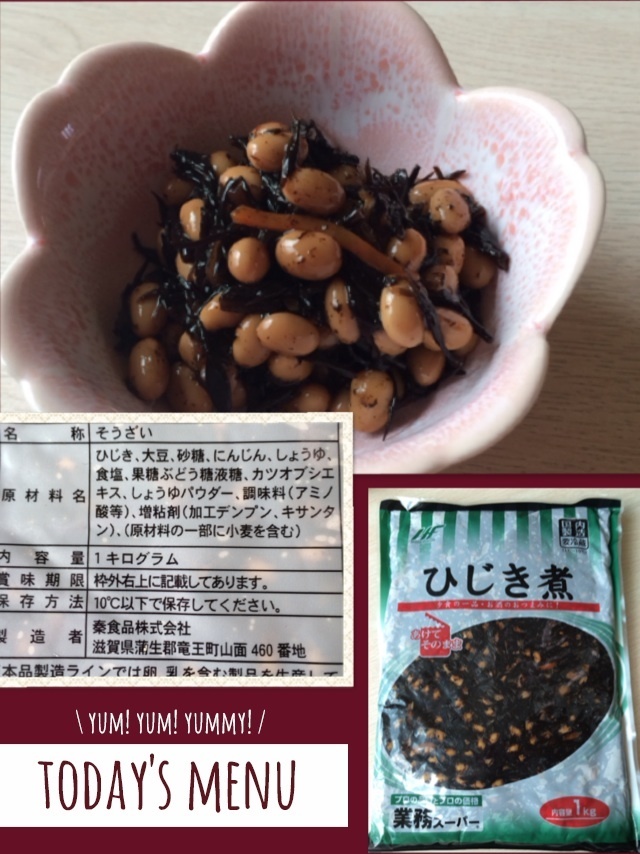 名 称 そうざい
原材料名 ひじき、大豆、砂糖、にんじん、しょうゆ、
食塩、果糖ぶどう糖液糖、カツオブシエ
キス、しょうゆパウダー、調味料(アミノ
酸等)、増粘剤(加工デンプン、キサンタ
ン)、(原材料の一部に小麦を含む)
内容量 1キログラム
賞味期限 枠外右上に記載してあります。
保存方法 10℃以下で保存してください。
製造者 秦食品株式会社
滋賀県蒲生郡竜王町山面460番地
本品製造ラインでは卵、乳を含む製品を生産して
\ YUM! YUM! YUMMY! /
TODAY'S MENU
ひじき煮
あけて
そのまま
業務スーパー
内容量1kg